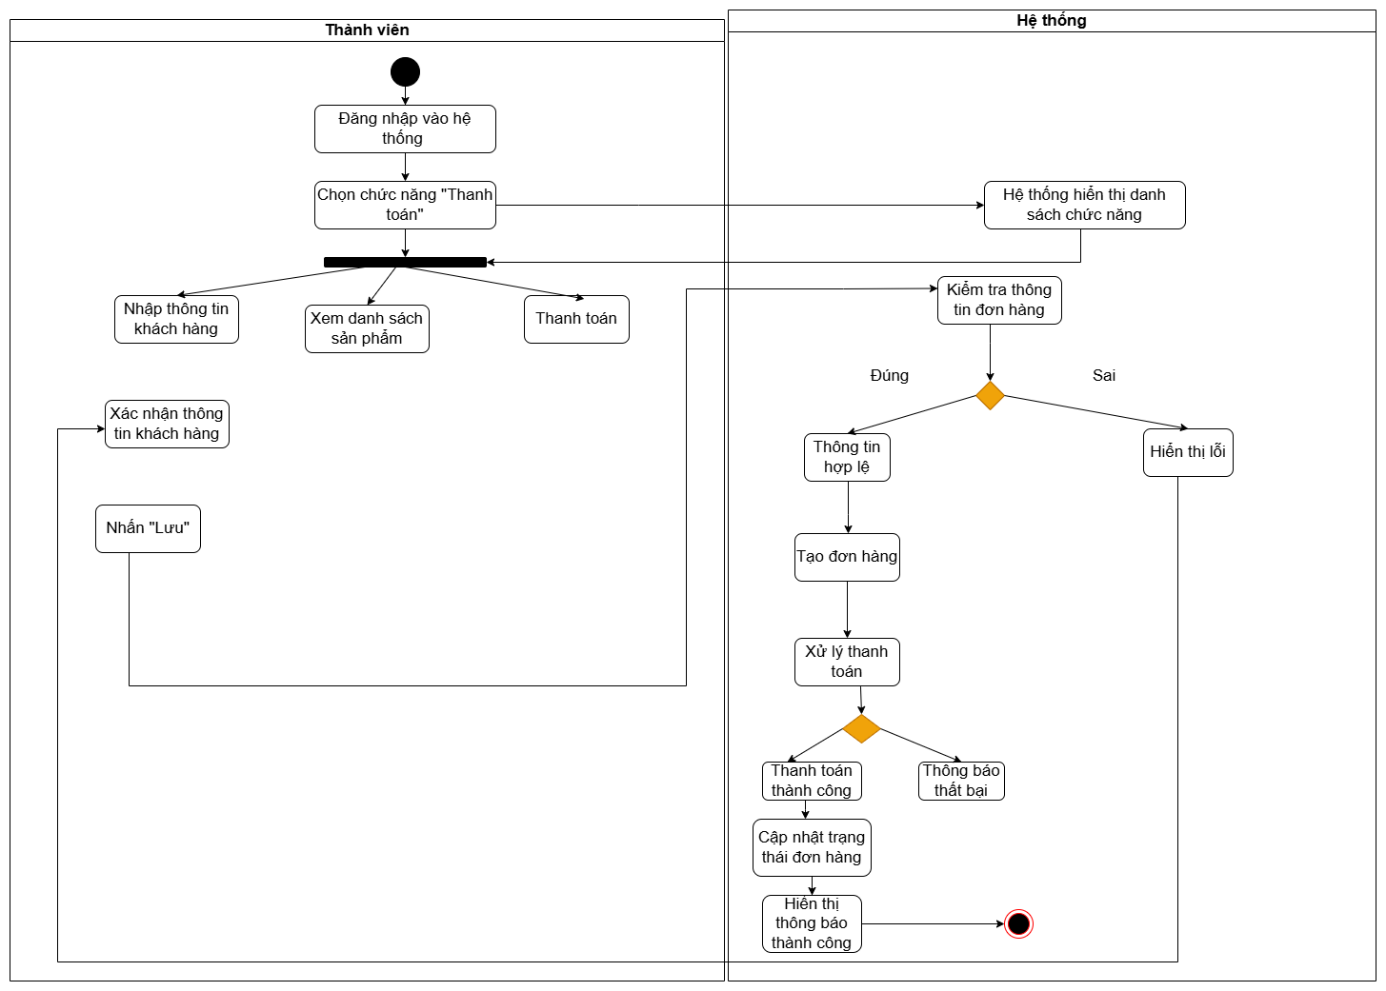 Thành viên
Hệ thống
Đăng nhập vào hệ
thống
Chọn chức năng "Thanh
toán"
Hệ thống hiển thị danh
sách chức năng
Nhập thông tin
khách hàng
Xem danh sách
sản phẩm
Thanh toán
Kiểm tra thông
tin đơn hàng
Đúng
Sai
Xác nhận thông
tin khách hàng
Thông tin
hợp lệ
Hiển thị lỗi
Nhấn "Lưu"
Tạo đơn hàng
Xử lý thanh
toán
Thanh toán
thành công
Thông báo
thất bại
Cập nhật trạng
thái đơn hàng
Hiển thị
thông báo
thành công